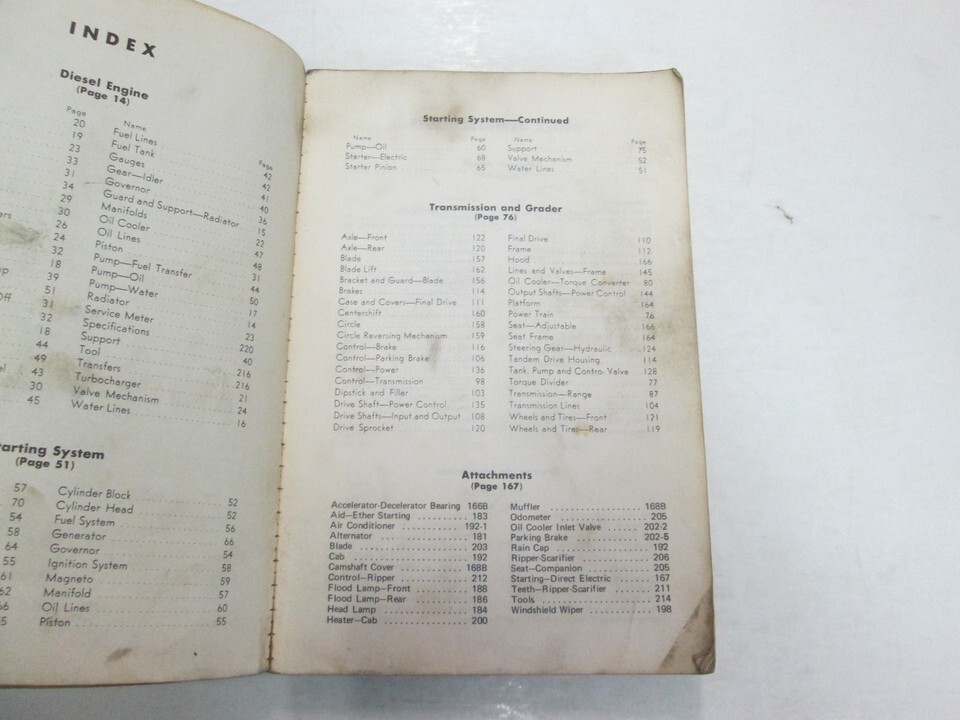 INDEX
Diesel Engine
(Page 14)
Page Name Page
20 Fuel Lines 42
19 Fuel Tank 42
23 Gauges 41
33 Gear—Idler 40
31 Governor 36
34 Guard and Support—Radiator 15
29 Manifolds 22
30 Oil Cooler 47
26 Oil Lines 48
24 Piston 31
32 Pump—Fuel Transfer 44
18 Pump—Oil 50
39 Pump—Water 17
51 Radiator 14
31 Service Meter 23
32 Specifications 220
18 Support 40
44 Tool 216
49 Transfers 216
43 Turbocharger 21
30 Valve Mechanism 24
45 Water Lines 16
arting System
(Page 51)
57 Cylinder Block 52
70 Cylinder Head 52
54 Fuel System 56
58 Generator 66
64 Governor 54
55 Ignition System 58
61 Magneto 59
62 Manifold 57
66 Oil Lines 60
5 Piston 55
Starting System—Continued
Name Page Name Page
Pump—Oil 60 Support 75
Starter—Electric 68 Valve Mechanism 52
Starter Pinion 65 Water Lines 51
Transmission and Grader
(Page 76)
Axle—Front 122 Final Drive 110
Axle—Rear 120 Frame 112
Blade 157 Hood 166
Blade Lift 162 Lines and Valves—Frame 145
Bracket and Guard—Blade 156 Oil Cooler—Torque Converter 80
Brakes 114 Output Shafts—Power Control 144
Case and Covers—Final Drive 111 Platform 164
Centershift 160 Power Train 76
Circle 158 Seat—Adjustable 166
Circle Reversing Mechanism 159 Seat Frame 164
Control—Brake 116 Steering Gear—Hydraulic 124
Control—Parking Brake 106 Tandem Drive Housing 114
Control—Power 136 Tank, Pump and Control Valve 128
Control—Transmission 98 Torque Divider 77
Dipstick and Filler 103 Transmission—Range 87
Drive Shaft—Power Control 135 Transmission Lines 104
Drive Shafts—Input and Output 108 Wheels and Tires—Front 121
Drive Sprocket 120 Wheels and Tires—Rear 119
Attachments
(Page 167)
Accelerator-Decelerator Bearing 166B Muffler 168B
Aid—Ether Starting 183 Odometer 205
Air Conditioner 192-1 Oil Cooler Inlet Valve 202-2
Alternator 181 Parking Brake 202-5
Blade 203 Rain Cap 192
Cab 192 Ripper-Scarifier 206
Camshaft Cover 168B Seat—Companion 205
Control—Ripper 212 Starting—Direct Electric 167
Flood Lamp—Front 188 Teeth—Ripper-Scarifier 211
Flood Lamp—Rear 186 Tools 214
Head Lamp 184 Windshield Wiper 198
Heater—Cab 200